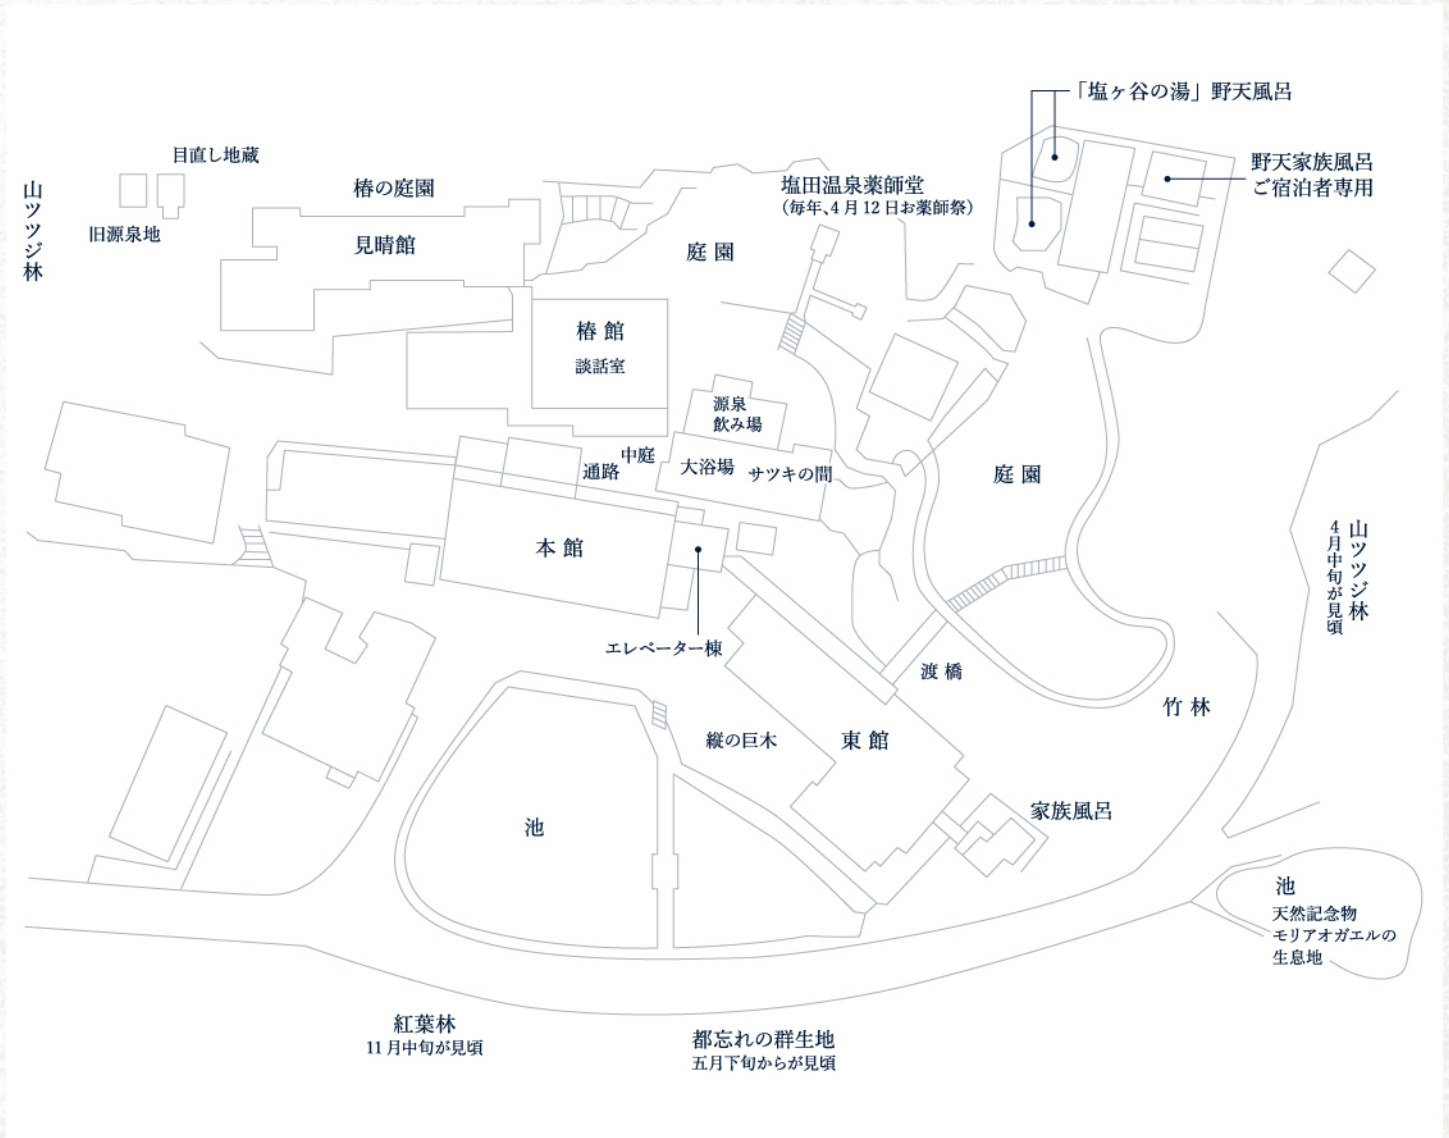 「塩ヶ谷の湯」野天風呂
野天家族風呂
ご宿泊者専用
目直し地蔵
旧源泉地
山ツツジ林
椿の庭園
見晴館
塩田温泉薬師堂
（毎年、4月12日お薬師祭）
庭園
椿館
談話室
源泉
飲み場
中庭
通路
大浴場
サツキの間
庭園
本館
エレベーター棟
山ツツジ林
4月中旬が見頃
渡橋
竹林
縦の巨木
東館
家族風呂
池
池
天然記念物
モリアオガエルの
生息地
紅葉林
11月中旬が見頃
都忘れの群生地
五月下旬からが見頃